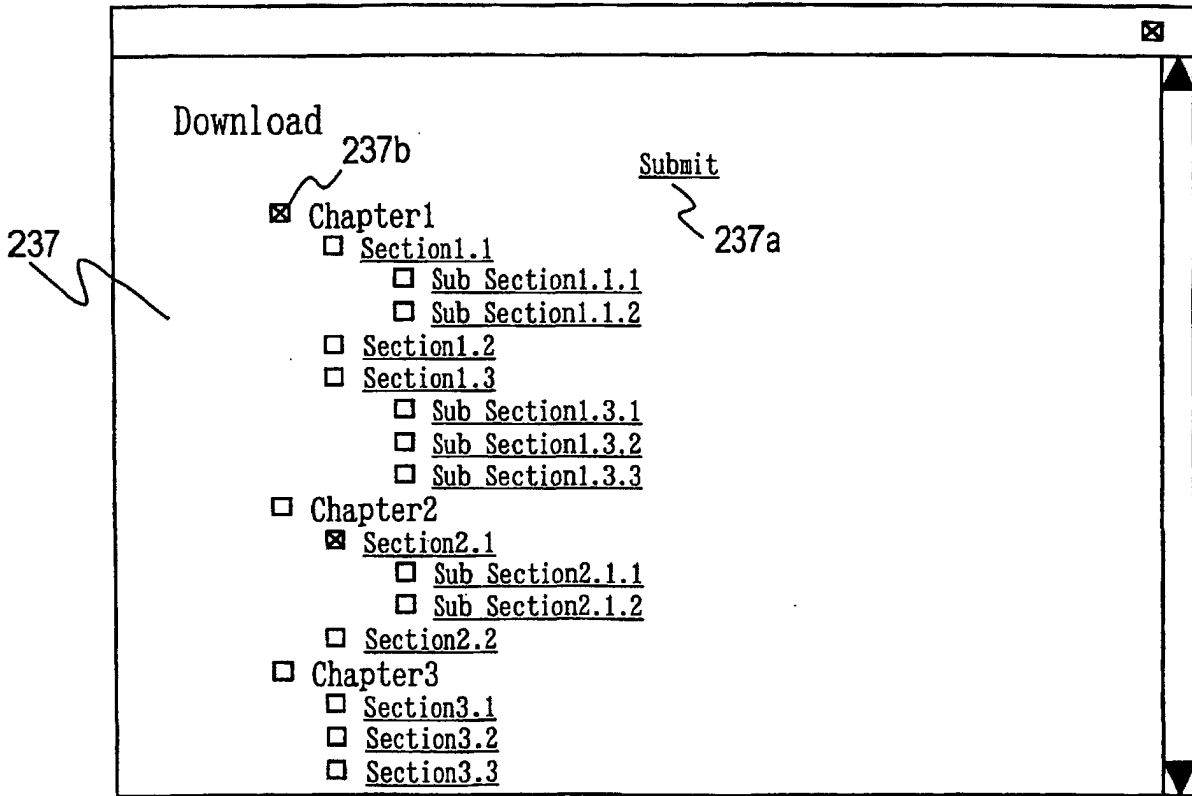 Download
237b
Submit
Chapter1
237a
237
Section1.1
Sub Section1.1.1
Sub Section1.1.2
Section1.2
Section1.3
Sub Section1.3.1
Sub Section1.3.2
Sub Section1.3.3
Chapter2
Section2.1
Sub Section2.1.1
Sub Section2.1.2
Section2.2
Chapter3
Section3.1
Section3.2
Section3.3